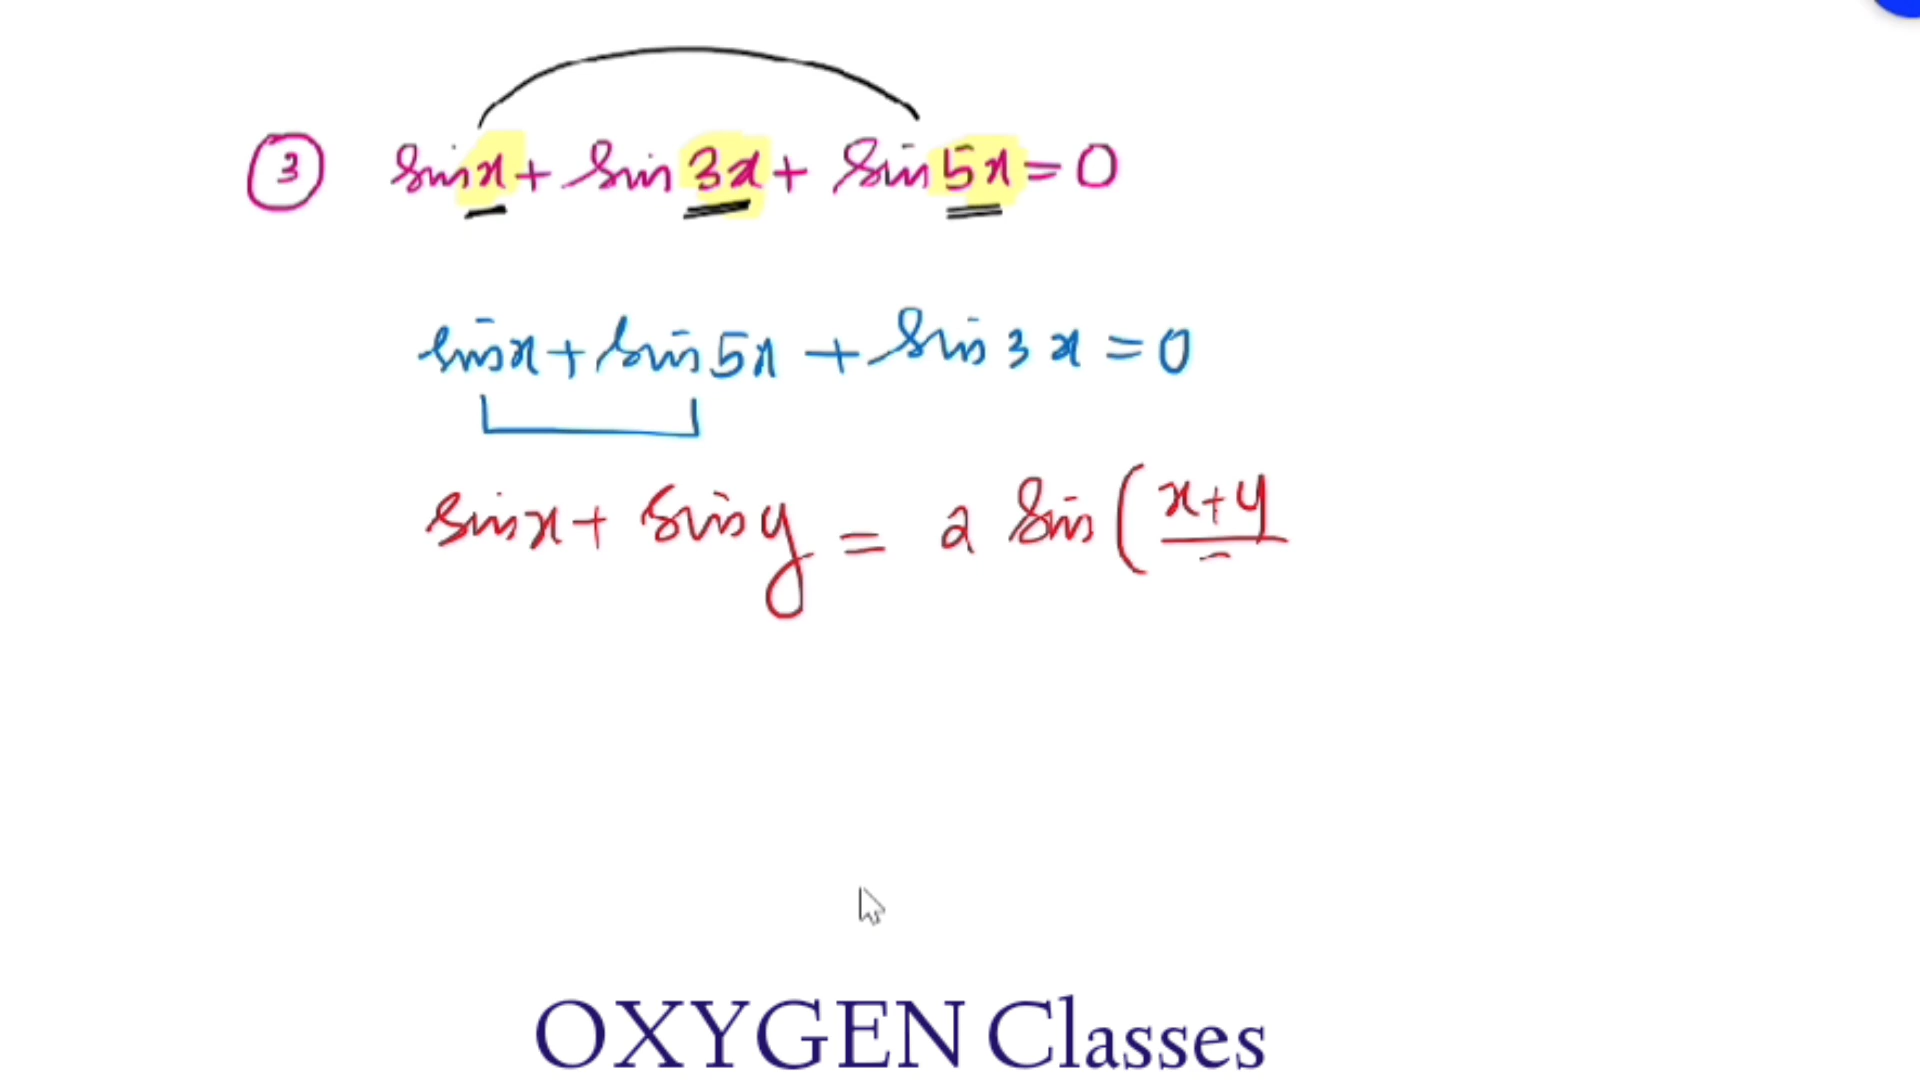 ③ sin x + sin 3x + sin 5x = 0
sin x + sin 5x + sin 3x = 0
sin x + sin y = 2 sin ( x+y
OXYGEN Classes